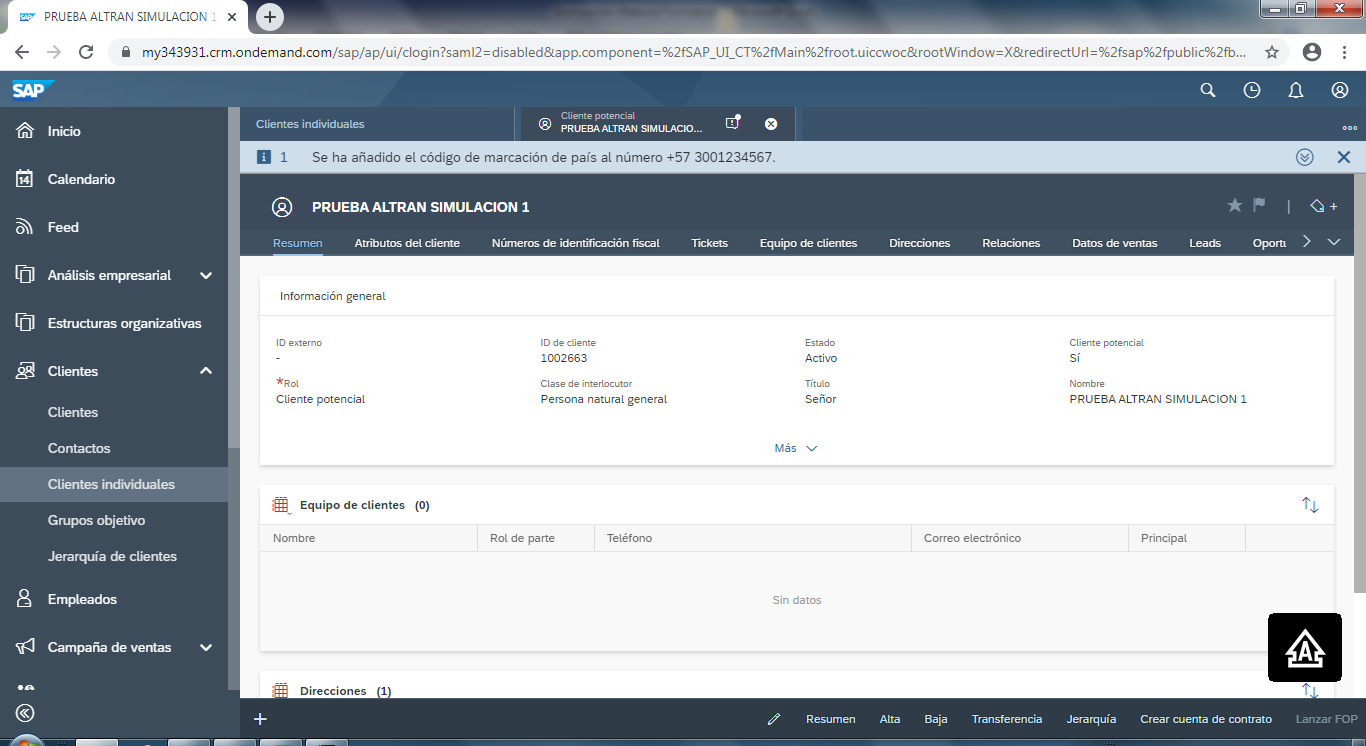 PRUEBA ALTRAN SIMULACION 1
my343931.crm.ondemand.com/sap/ap/ui/clogin?saml2=disabled&app.component=%2fSAP_UI_CT%2fMain%2froot.uiccwoc&rootWindow=X&redirectUrl=%2fsap%2fpublic%2fb...
SAP
Inicio
14 Calendario
Feed
Análisis empresarial
Estructuras organizativas
Clientes
Clientes
Contactos
Clientes individuales
Grupos objetivo
Jerarquía de clientes
Empleados
Campaña de ventas
Clientes individuales
Cliente potencial
PRUEBA ALTRAN SIMULACIO...
1 Se ha añadido el código de marcación de país al número +57 3001234567.
PRUEBA ALTRAN SIMULACION 1
Resumen Atributos del cliente Números de identificación fiscal Tickets Equipo de clientes Direcciones Relaciones Datos de ventas Leads Oportu
Información general
ID externo ID de cliente Estado Cliente potencial
- 1002663 Activo Sí
*Rol Clase de interlocutor Título Nombre
Cliente potencial Persona natural general Señor PRUEBA ALTRAN SIMULACION 1
Más
Equipo de clientes (0)
Nombre Rol de parte Teléfono Correo electrónico Principal
Sin datos
A
Direcciones (1)
+ Resumen Alta Baja Transferencia Jerarquía Crear cuenta de contrato Lanzar FOP